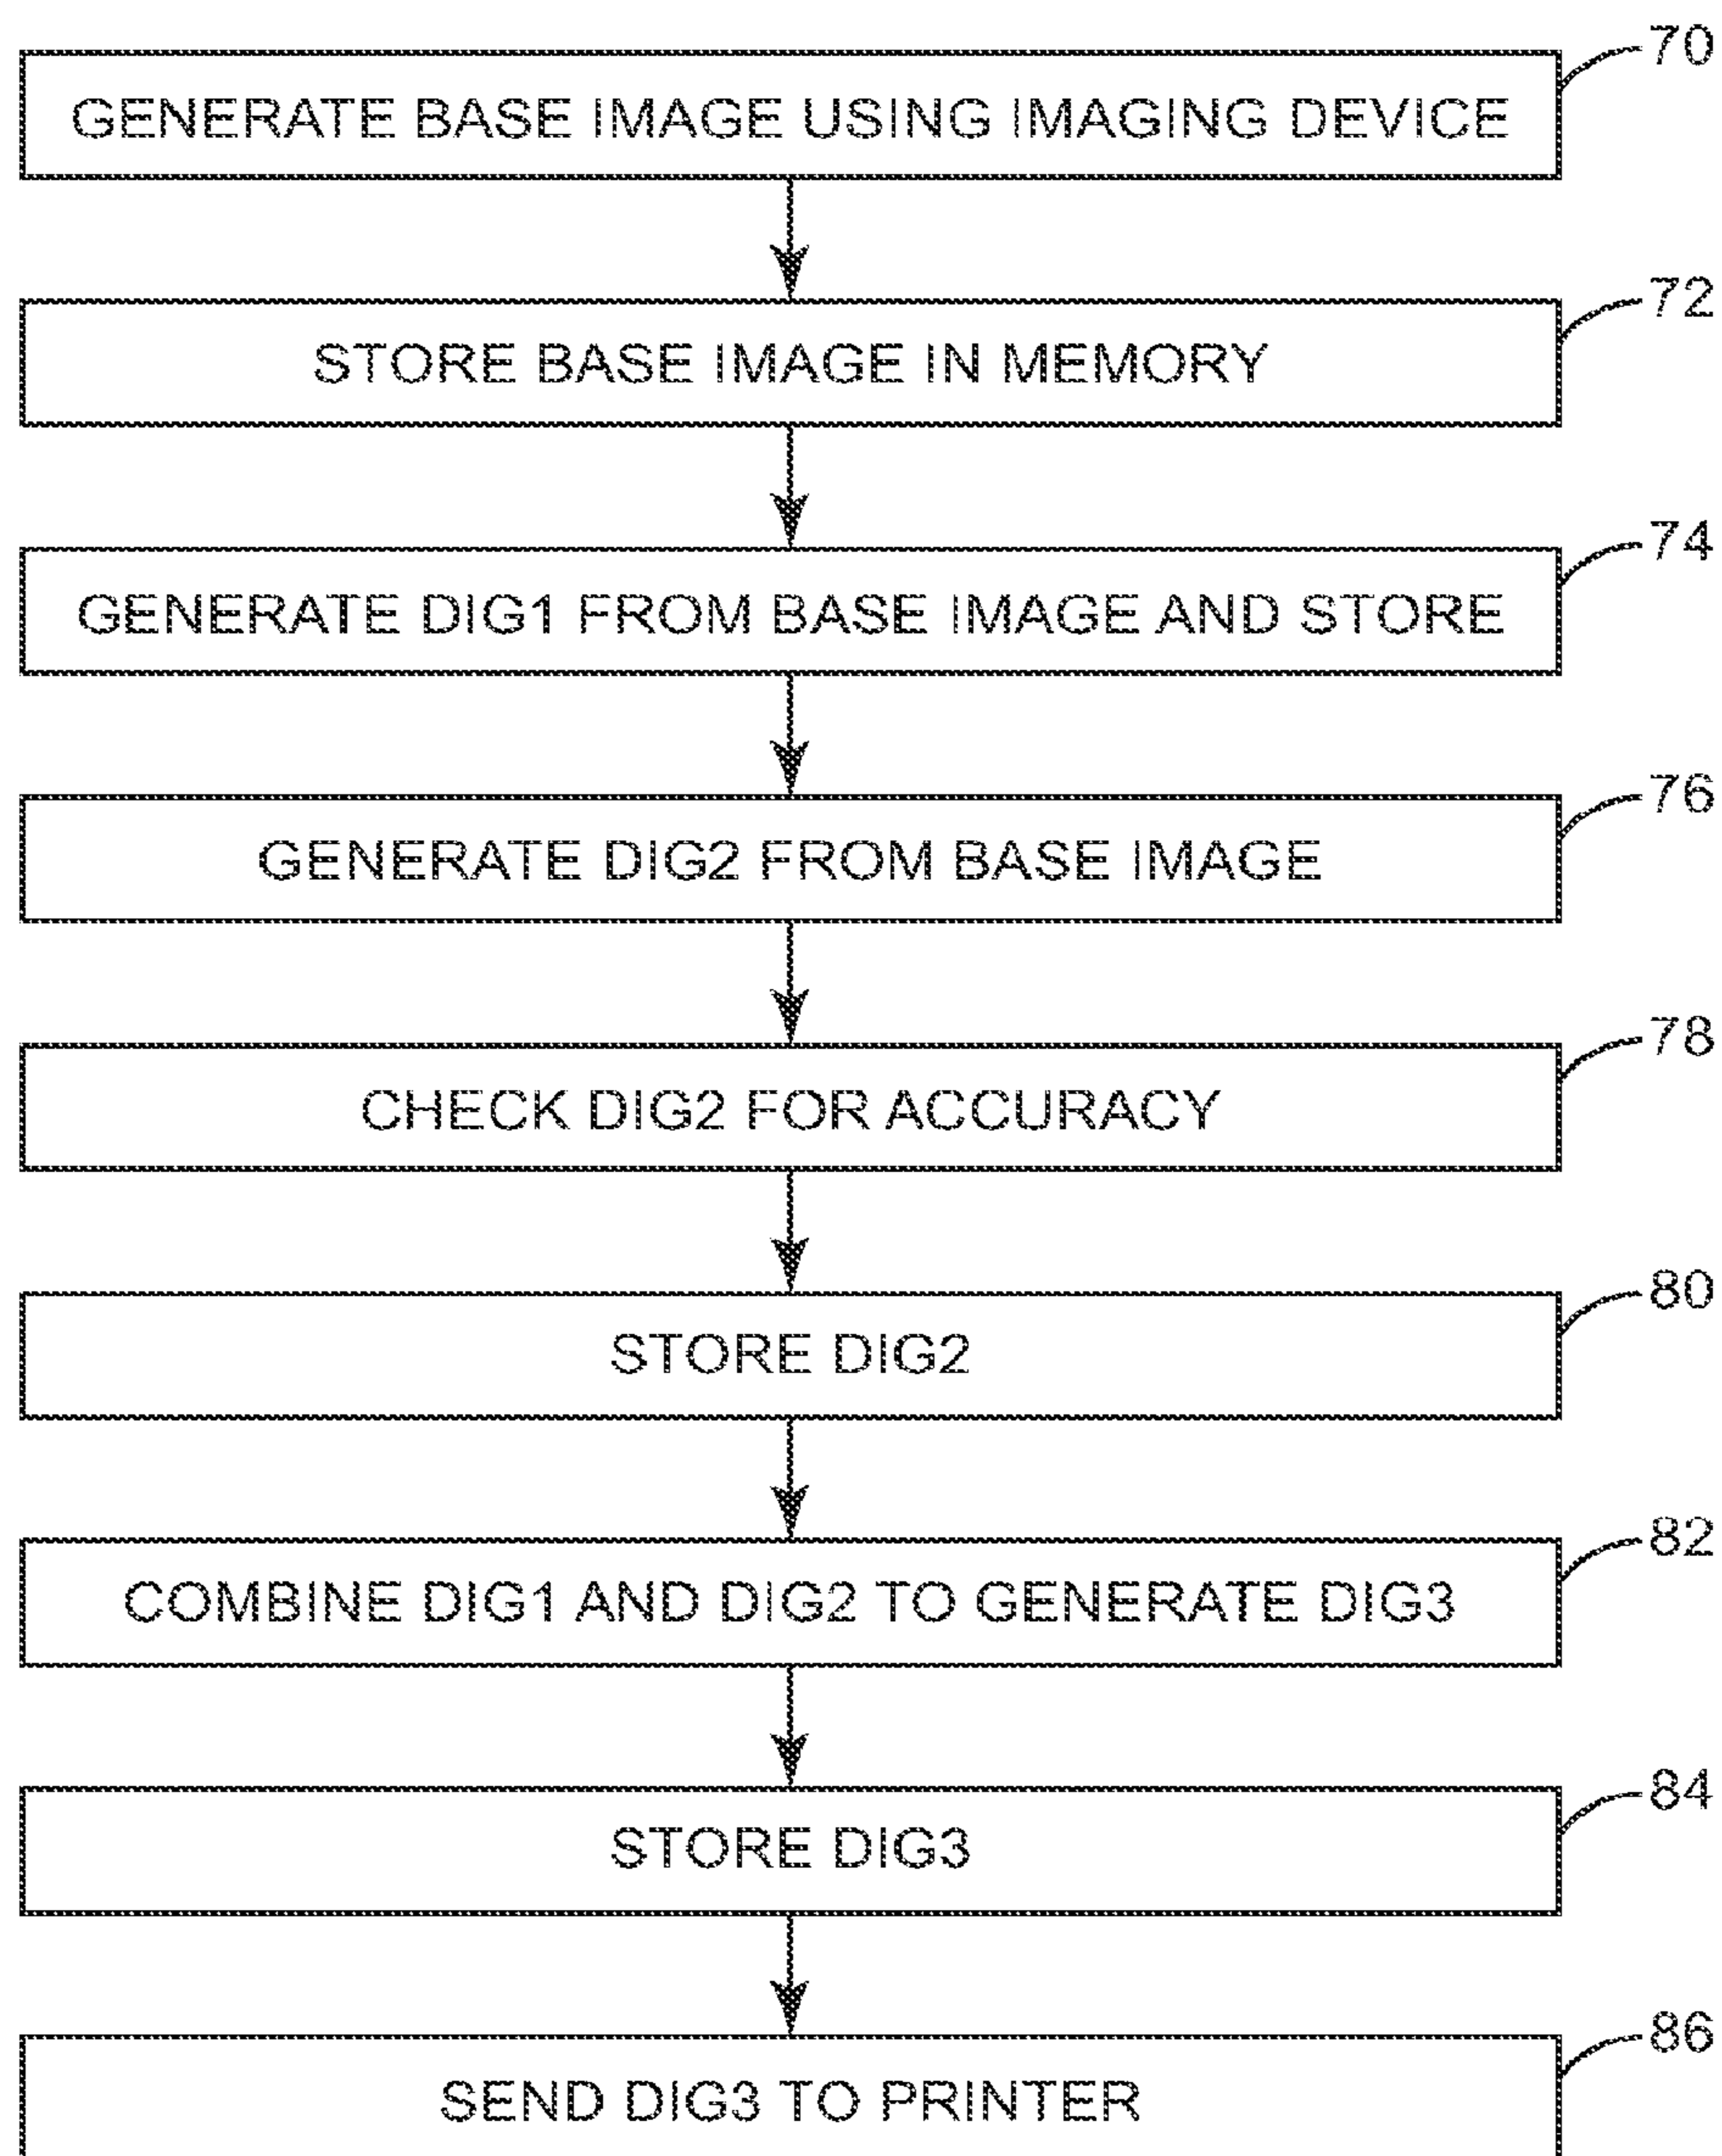 70
GENERATE BASE IMAGE USING IMAGING DEVICE
72
STORE BASE IMAGE IN MEMORY
74
GENERATE DIG1 FROM BASE IMAGE AND STORE
76
GENERATE DIG2 FROM BASE IMAGE
78
CHECK DIG2 FOR ACCURACY
80
STORE DIG2
82
COMBINE DIG1 AND DIG2 TO GENERATE DIG3
84
STORE DIG3
86
SEND DIG3 TO PRINTER